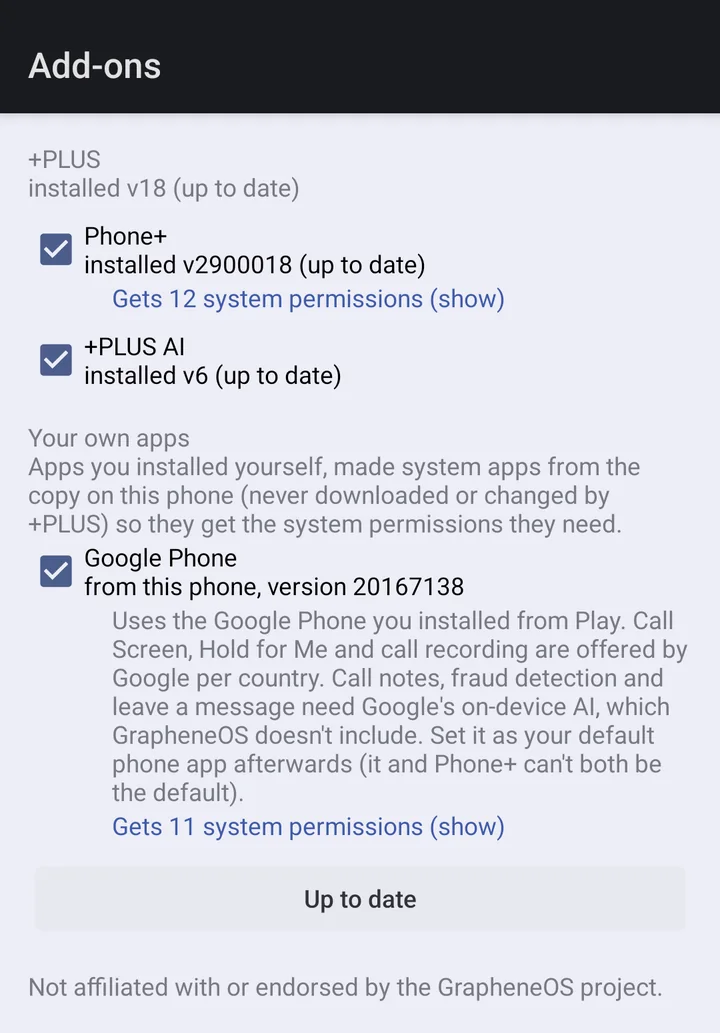 Add-ons
+PLUS
installed v18 (up to date)
Phone+
installed v2900018 (up to date)
Gets 12 system permissions (show)
+PLUS AI
installed v6 (up to date)
Your own apps
Apps you installed yourself, made system apps from the
copy on this phone (never downloaded or changed by
+PLUS) so they get the system permissions they need.
Google Phone
from this phone, version 20167138
Uses the Google Phone you installed from Play. Call
Screen, Hold for Me and call recording are offered by
Google per country. Call notes, fraud detection and
leave a message need Google's on-device AI, which
GrapheneOS doesn't include. Set it as your default
phone app afterwards (it and Phone+ can't both be
the default).
Gets 11 system permissions (show)
Up to date
Not affiliated with or endorsed by the GrapheneOS project.